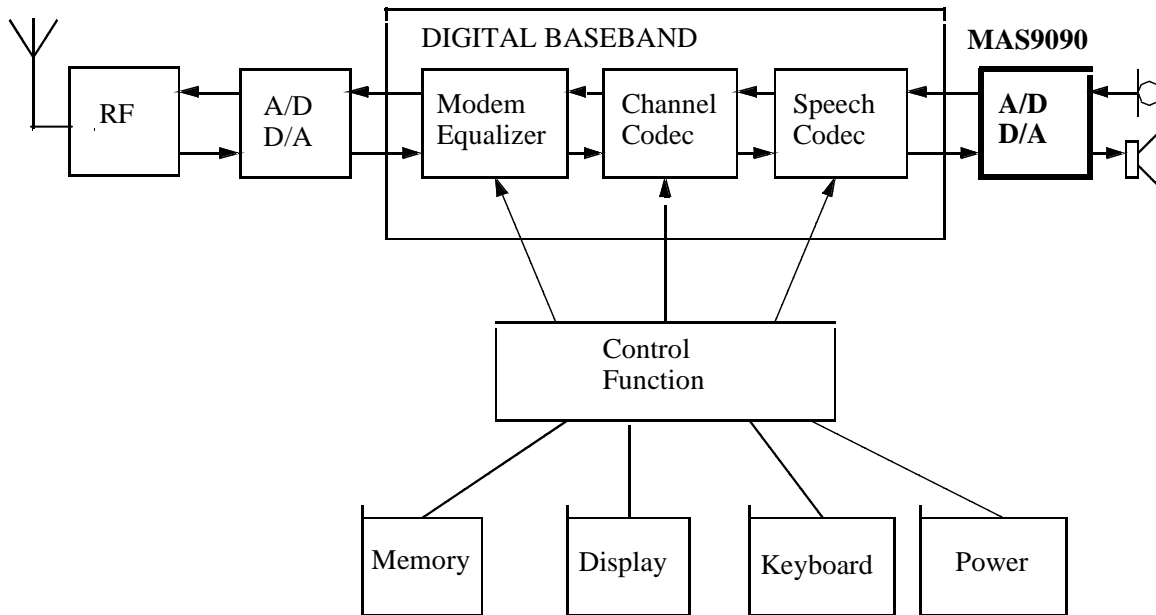 DIGITAL BASEBAND
MAS9090
RF
A/D
D/A
Modem
Equalizer
Channel
Codec
Speech
Codec
A/D
D/A
Control
Function
Memory
Display
Keyboard
Power